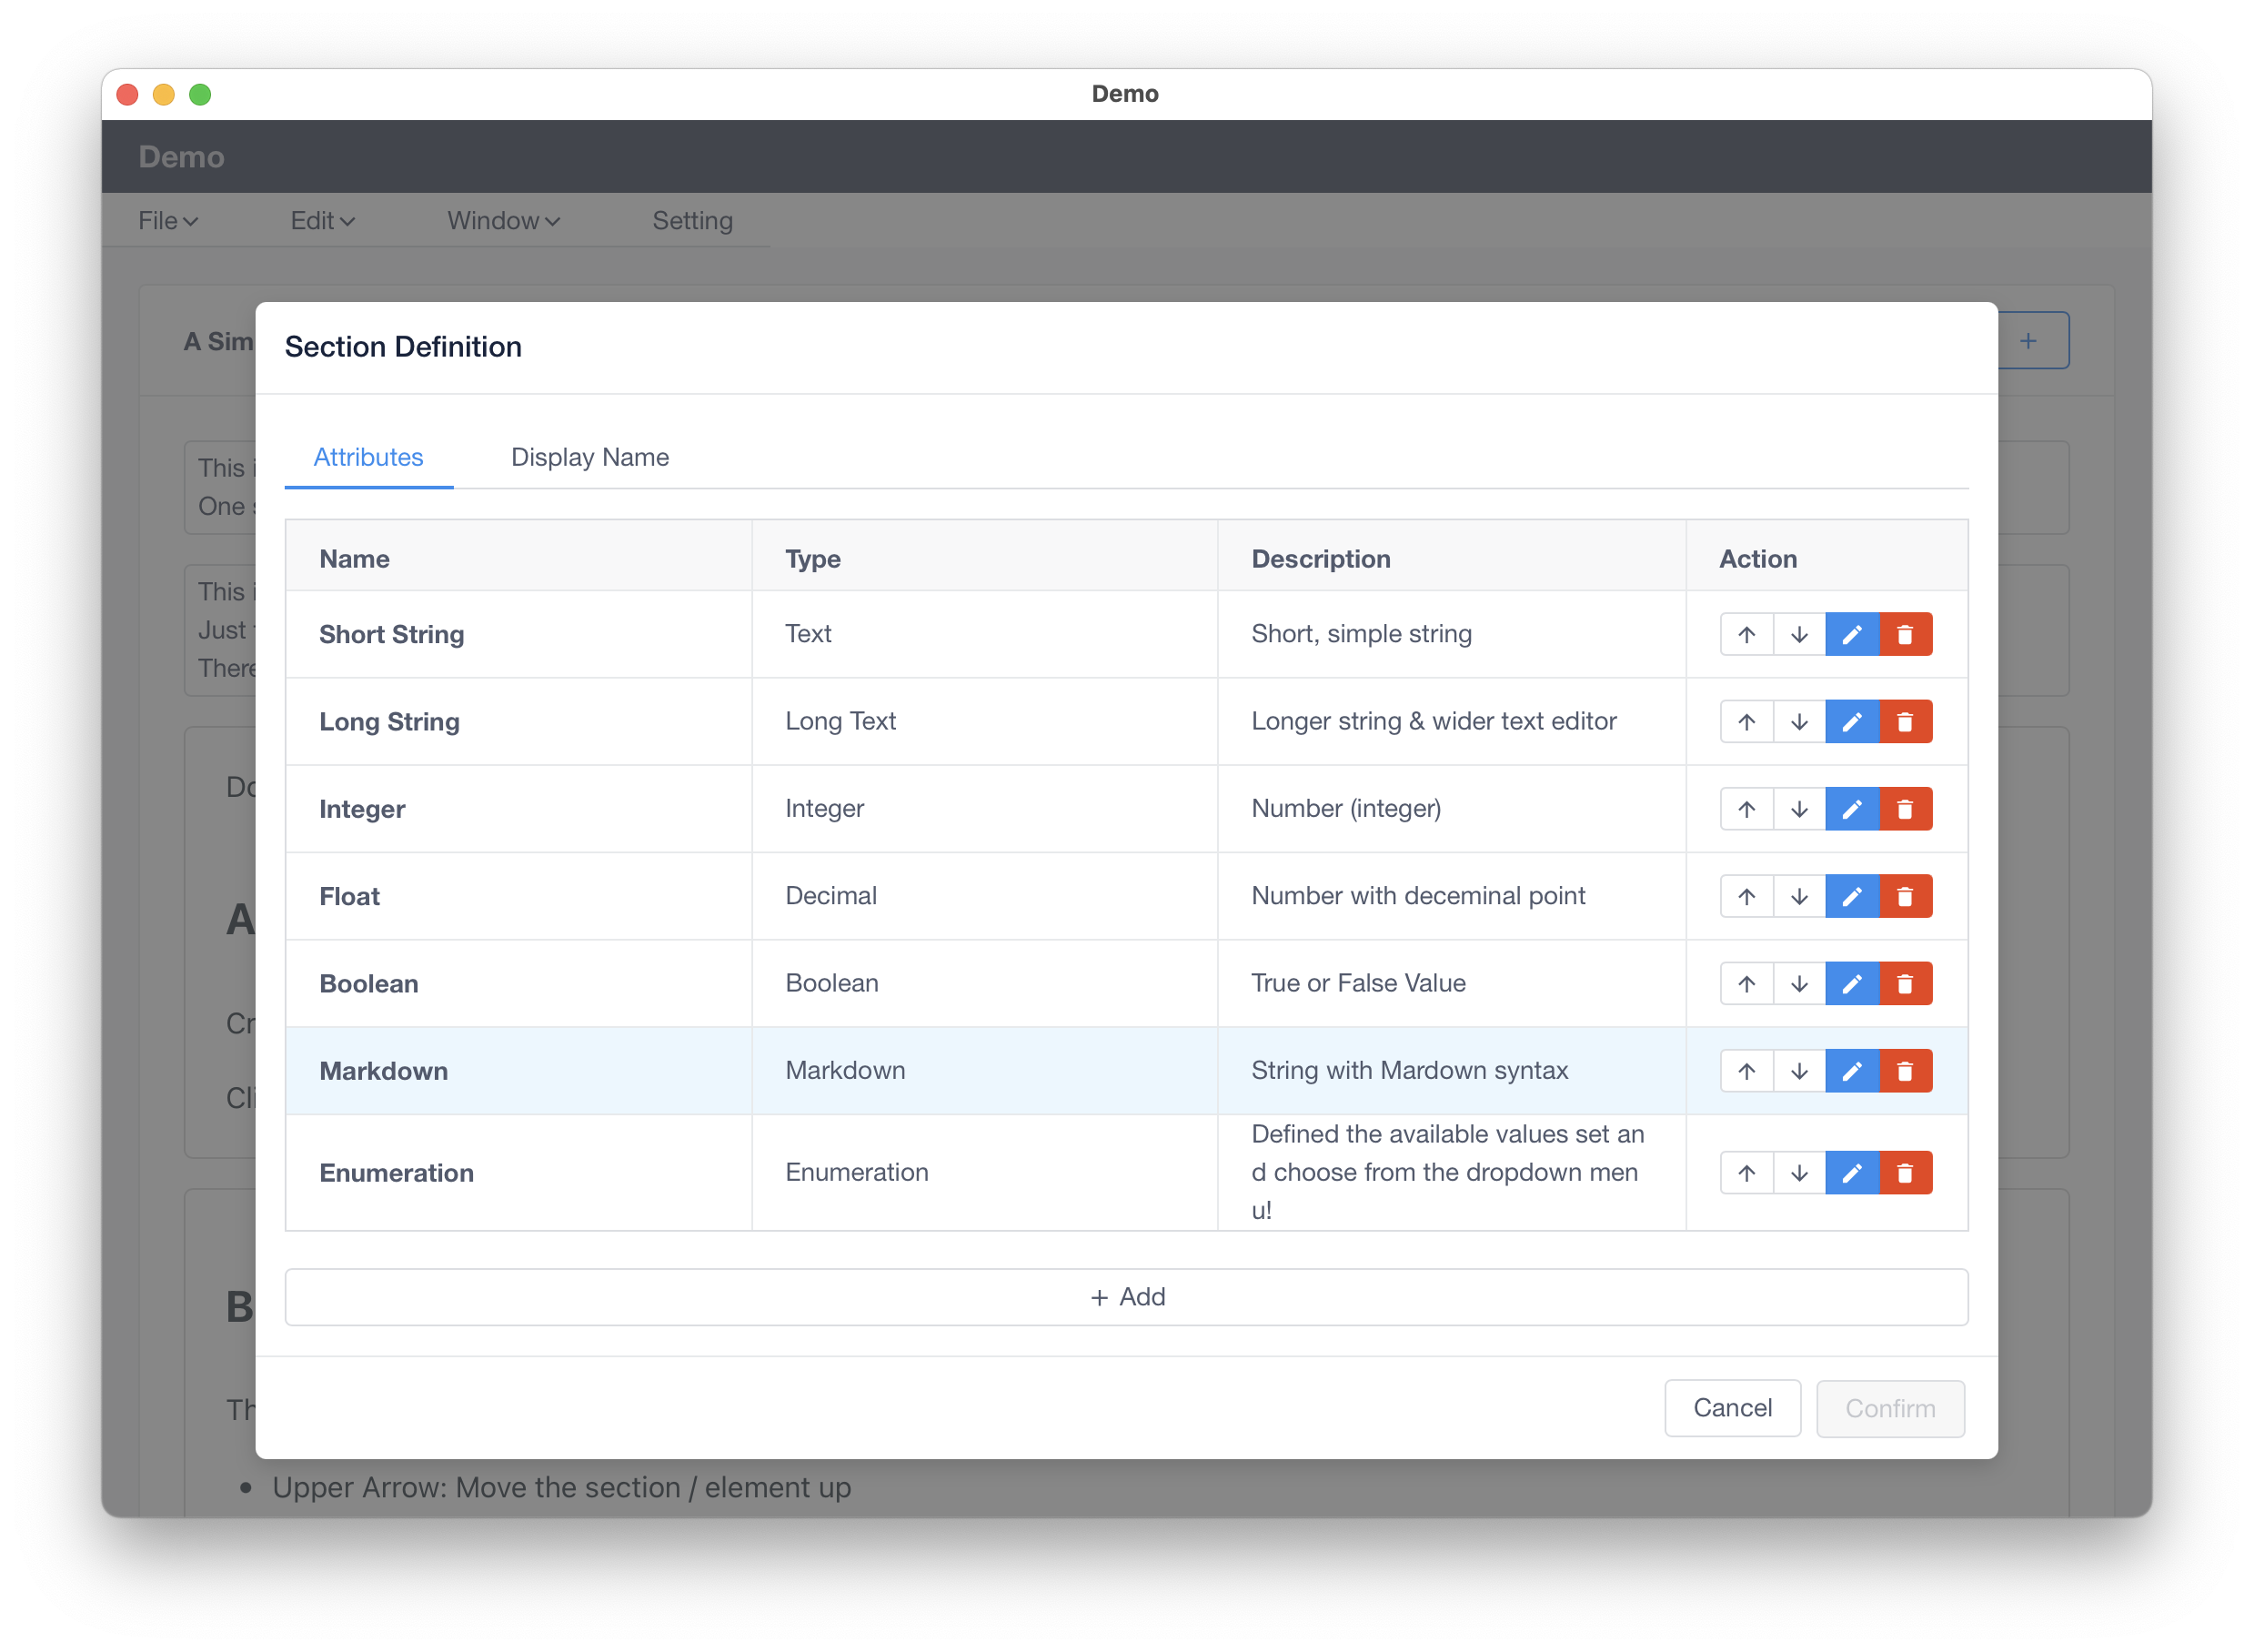 Demo
Demo
File Edit Window Setting
A Sim
+
Section Definition
Attributes Display Name
Name Type Description Action
Short String Text Short, simple string
Long String Long Text Longer string & wider text editor
Integer Integer Number (integer)
Float Decimal Number with deceminal point
Boolean Boolean True or False Value
Markdown Markdown String with Mardown syntax
Enumeration Enumeration Defined the available values set an
d choose from the dropdown men
u!
+ Add
Cancel Confirm
This
One
This
Just
There
A
B
• Upper Arrow: Move the section / element up